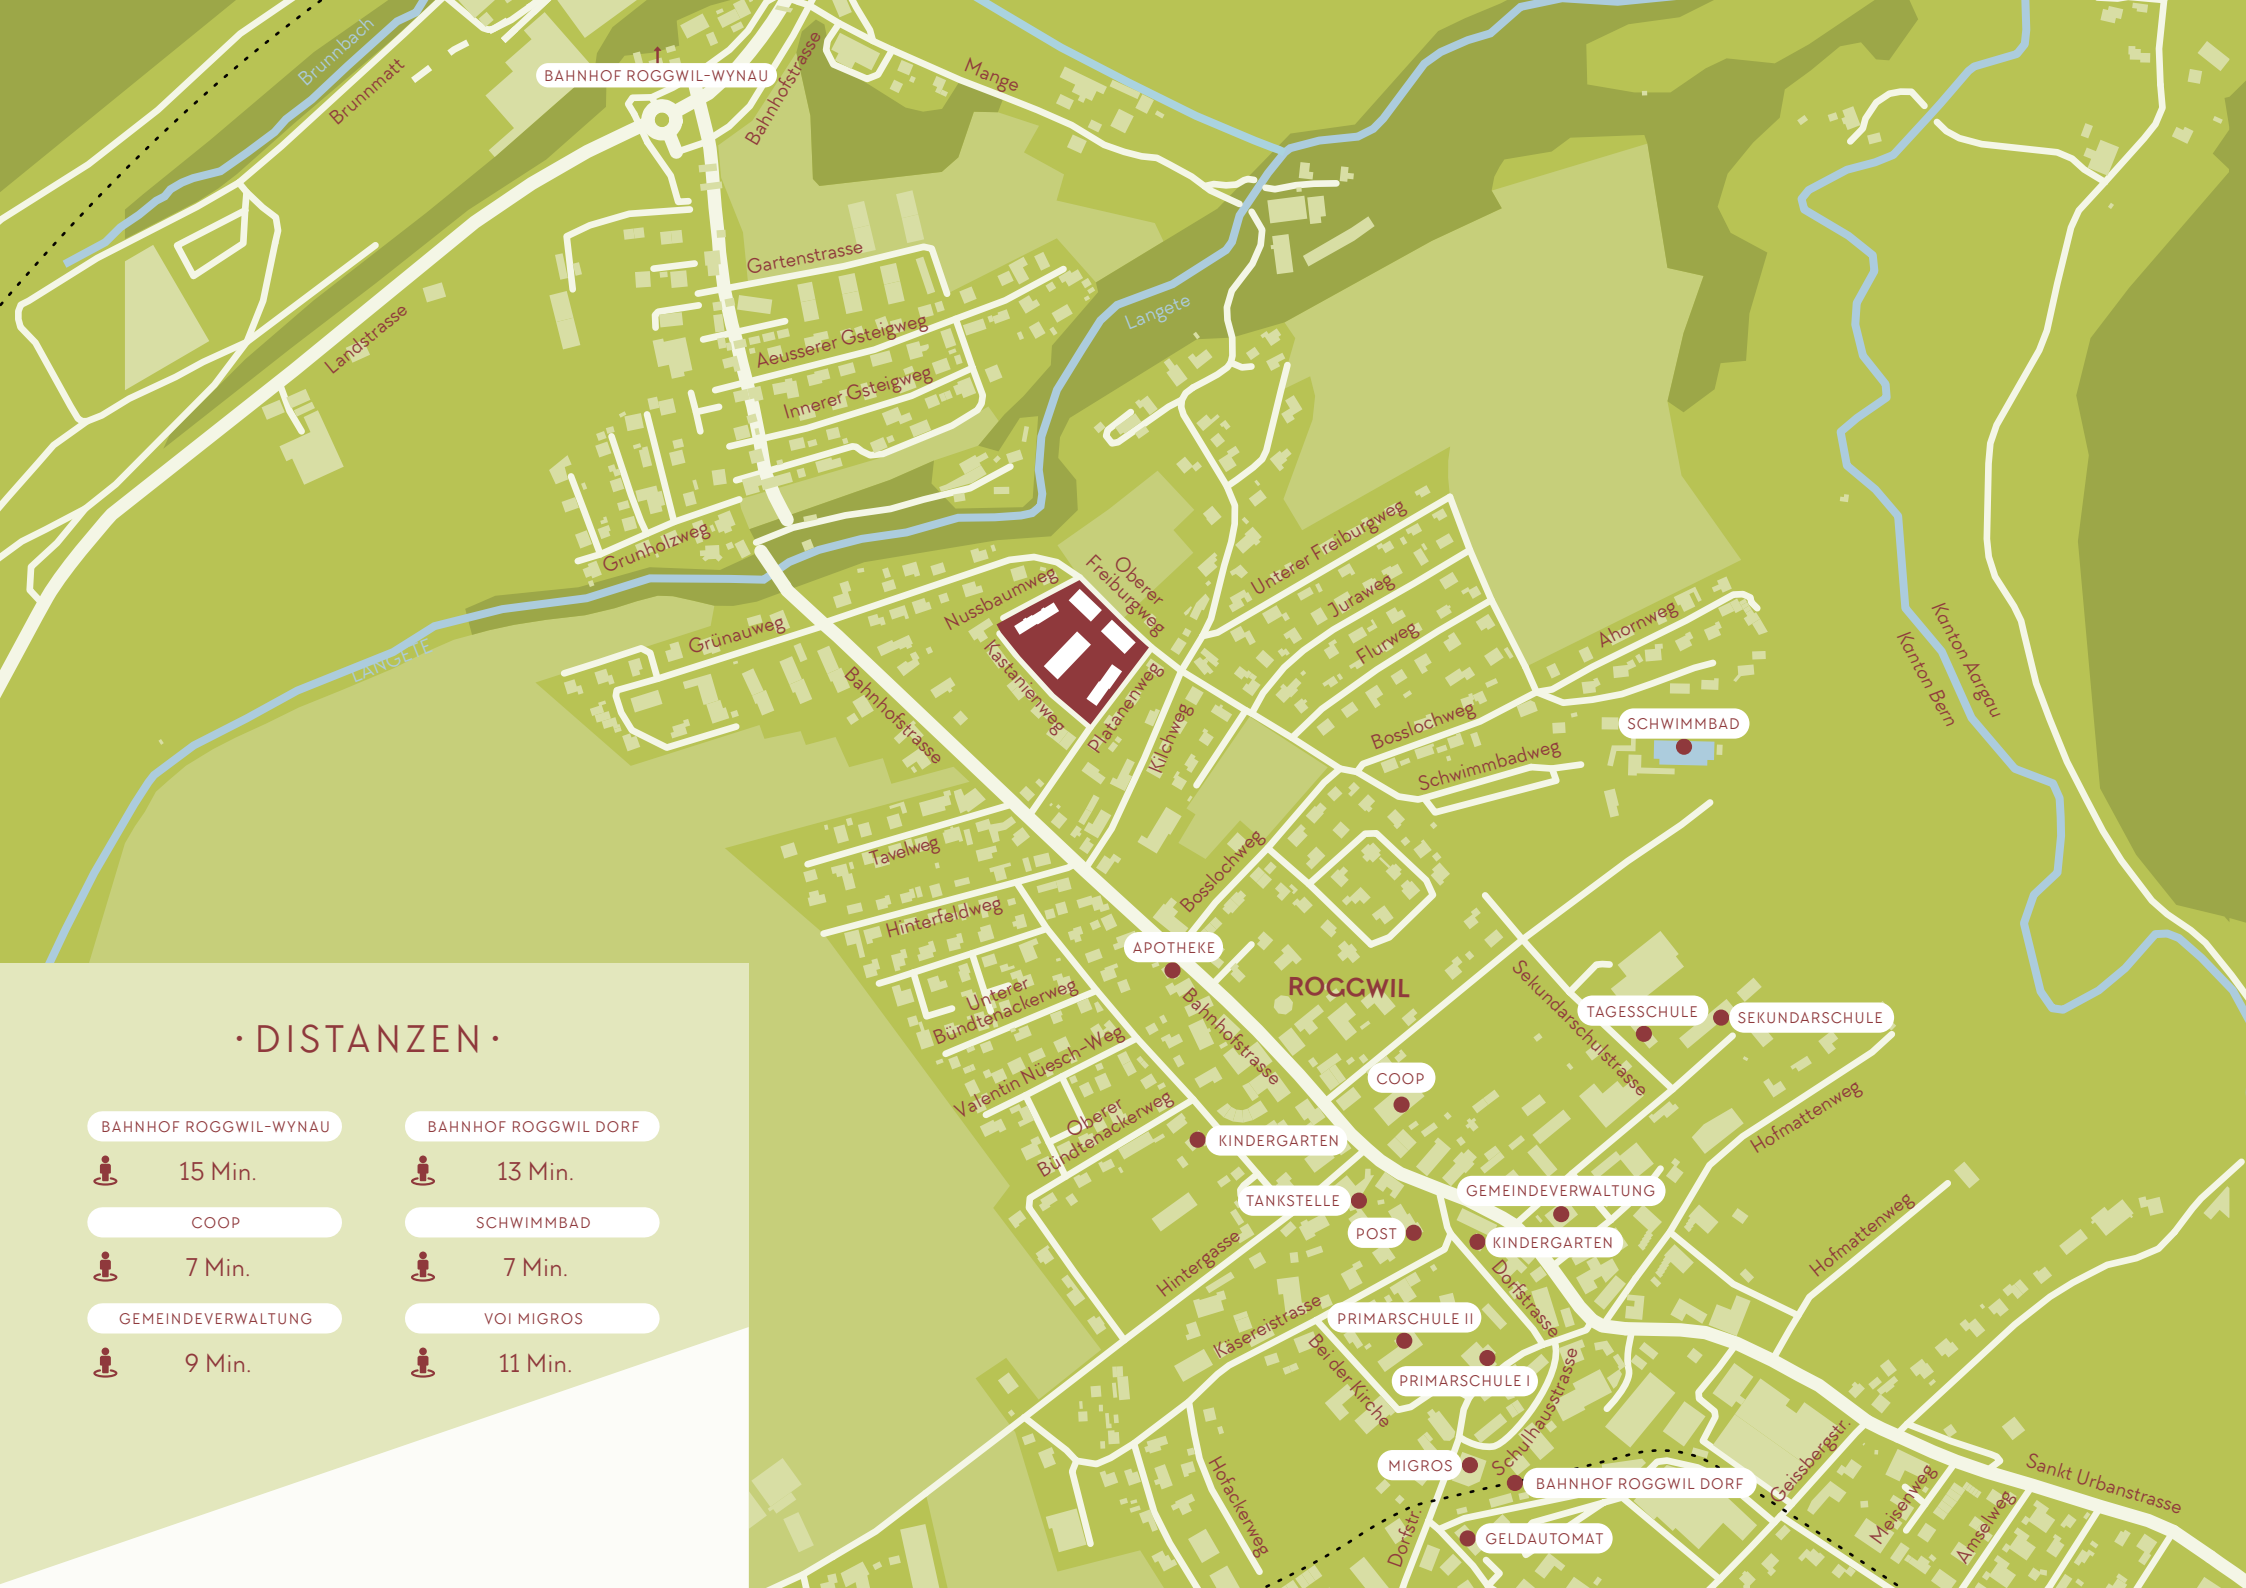 Brunnbach
Brunnmatt
BAHNHOF ROGGWIL-WYNAU
Bahnhofstrasse
Mange
Landstrasse
Gartenstrasse
Aeusserer Gsteigweg
Innerer Gsteigweg
Langete
Grunholzweg
LANGETE
Grünauweg
Nussbaumweg
Oberer
Freiburgweg
Kastanienweg
Platanenweg
Kilchweg
Unterer Freiburgweg
Juraweg
Flurweg
Ahornweg
Bosslochweg
Schwimmbadweg
SCHWIMMBAD
Kanton Aargau
Kanton Bern
Bahnhofstrasse
Tavelweg
Hinterfeldweg
Bosslochweg
APOTHEKE
ROGGWIL
Unterer
Bündtenackerweg
Bahnhofstrasse
Valentin Nüesch-Weg
Oberer
Bündtenackerweg
Sekundarschulstrasse
TAGESSCHULE
SEKUNDARSCHULE
COOP
Hofmattenweg
KINDERGARTEN
TANKSTELLE
POST
GEMEINDEVERWALTUNG
KINDERGARTEN
Hofmattenweg
Hintergasse
Dorfstrasse
Käsereistrasse
PRIMARSCHULE II
Bei der Kirche
PRIMARSCHULE I
Schulhausstrasse
MIGROS
BAHNHOF ROGGWIL DORF
Geissbergstr.
Sankt Urbanstrasse
Meisenweg
Amselweg
Hofackerweg
Dorfstr.
GELDAUTOMAT
· DISTANZEN ·
BAHNHOF ROGGWIL-WYNAU
15 Min.
BAHNHOF ROGGWIL DORF
13 Min.
COOP
7 Min.
SCHWIMMBAD
7 Min.
GEMEINDEVERWALTUNG
9 Min.
VOI MIGROS
11 Min.